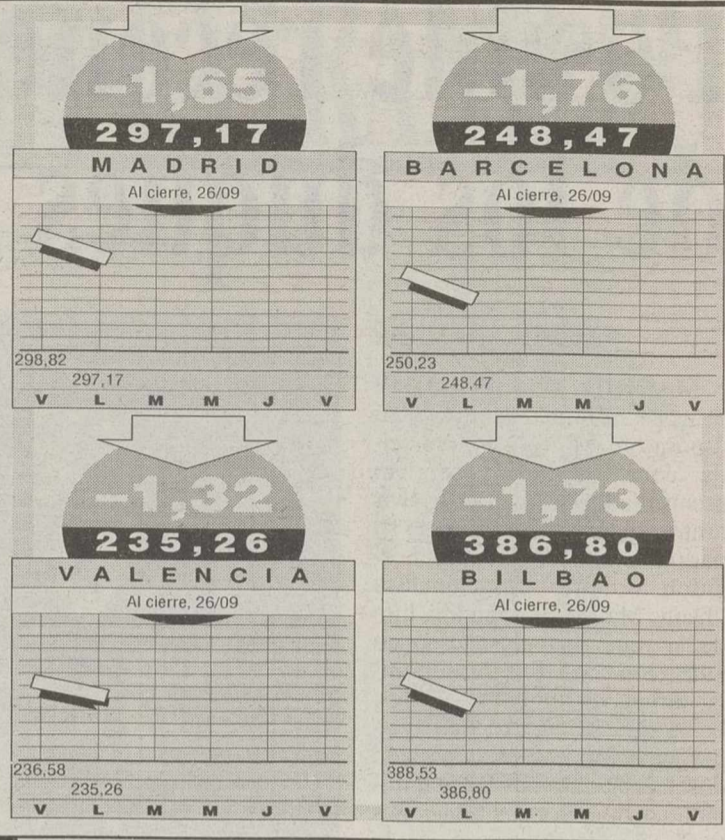 –1,65
297,17
MADRID
Al cierre, 26/09
298,82
297,17
V L M M J V
–1,76
248,47
BARCELONA
Al cierre, 26/09
250,23
248,47
V L M M J V
–1,32
235,26
VALENCIA
Al cierre, 26/09
236,58
235,26
V L M M J V
–1,73
386,80
BILBAO
Al cierre, 26/09
388,53
386,80
V L M M J V